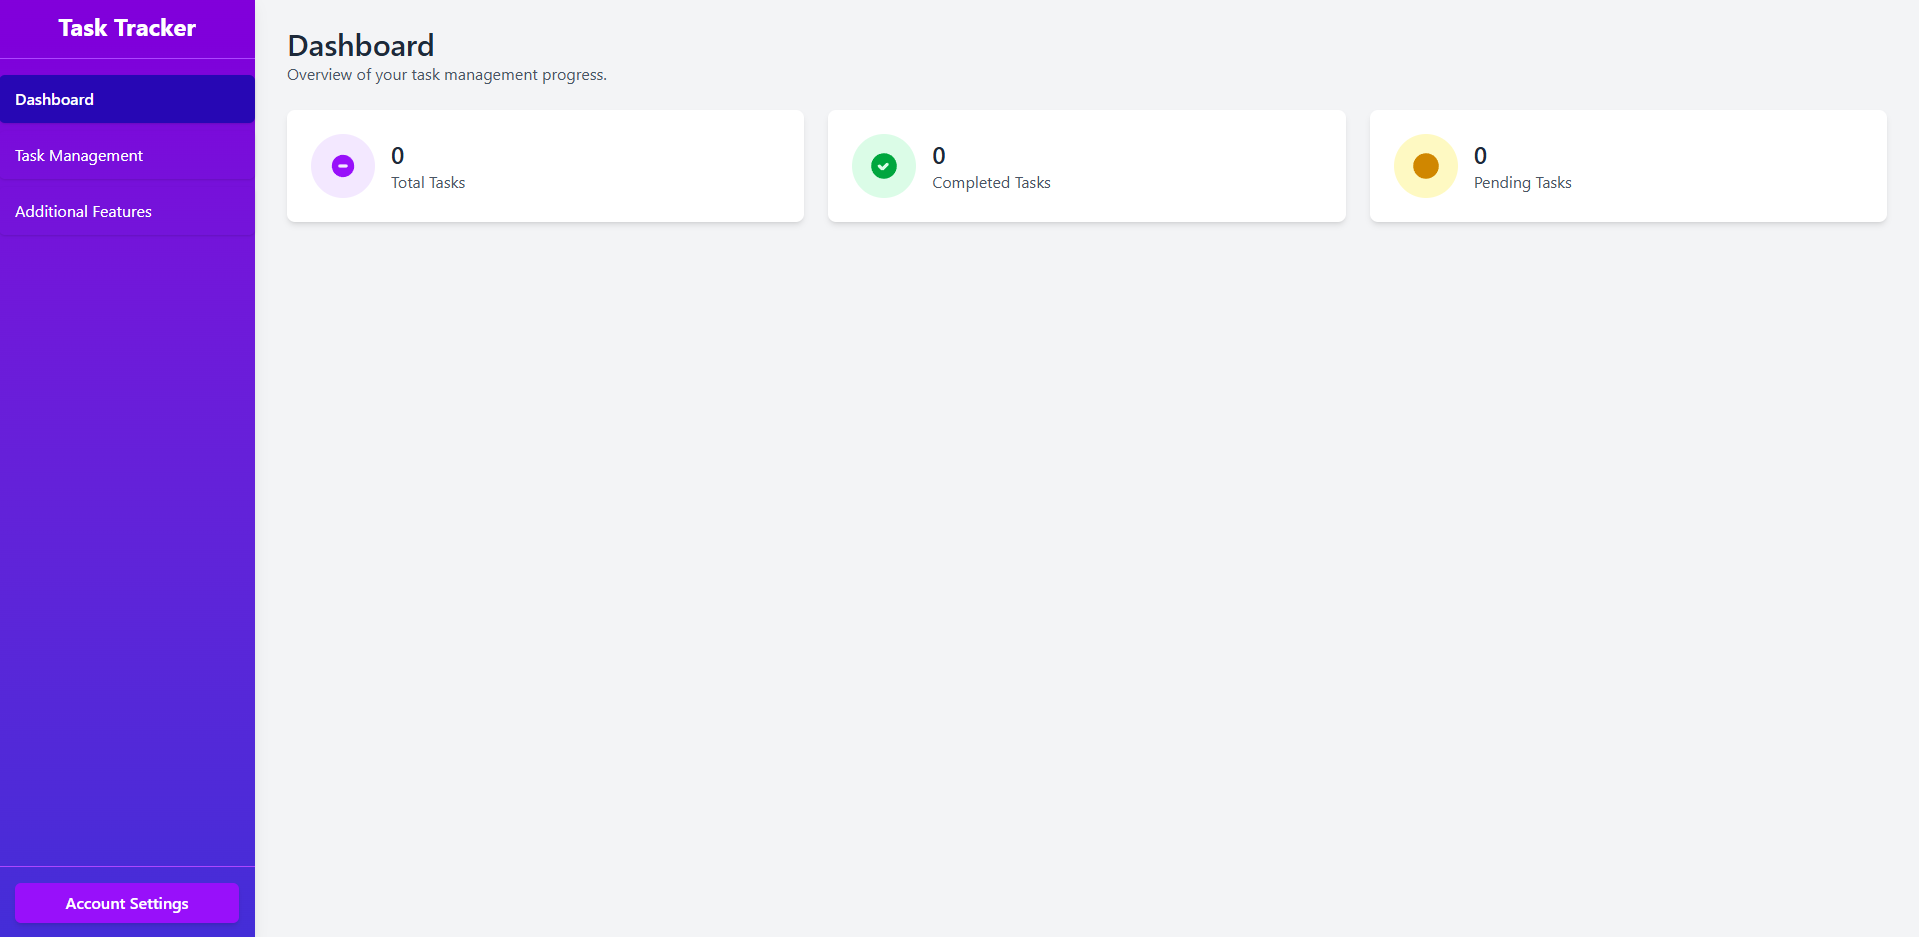 Task Tracker
Dashboard
Task Management
Additional Features
Account Settings
Dashboard
Overview of your task management progress.
0
Total Tasks
0
Completed Tasks
0
Pending Tasks